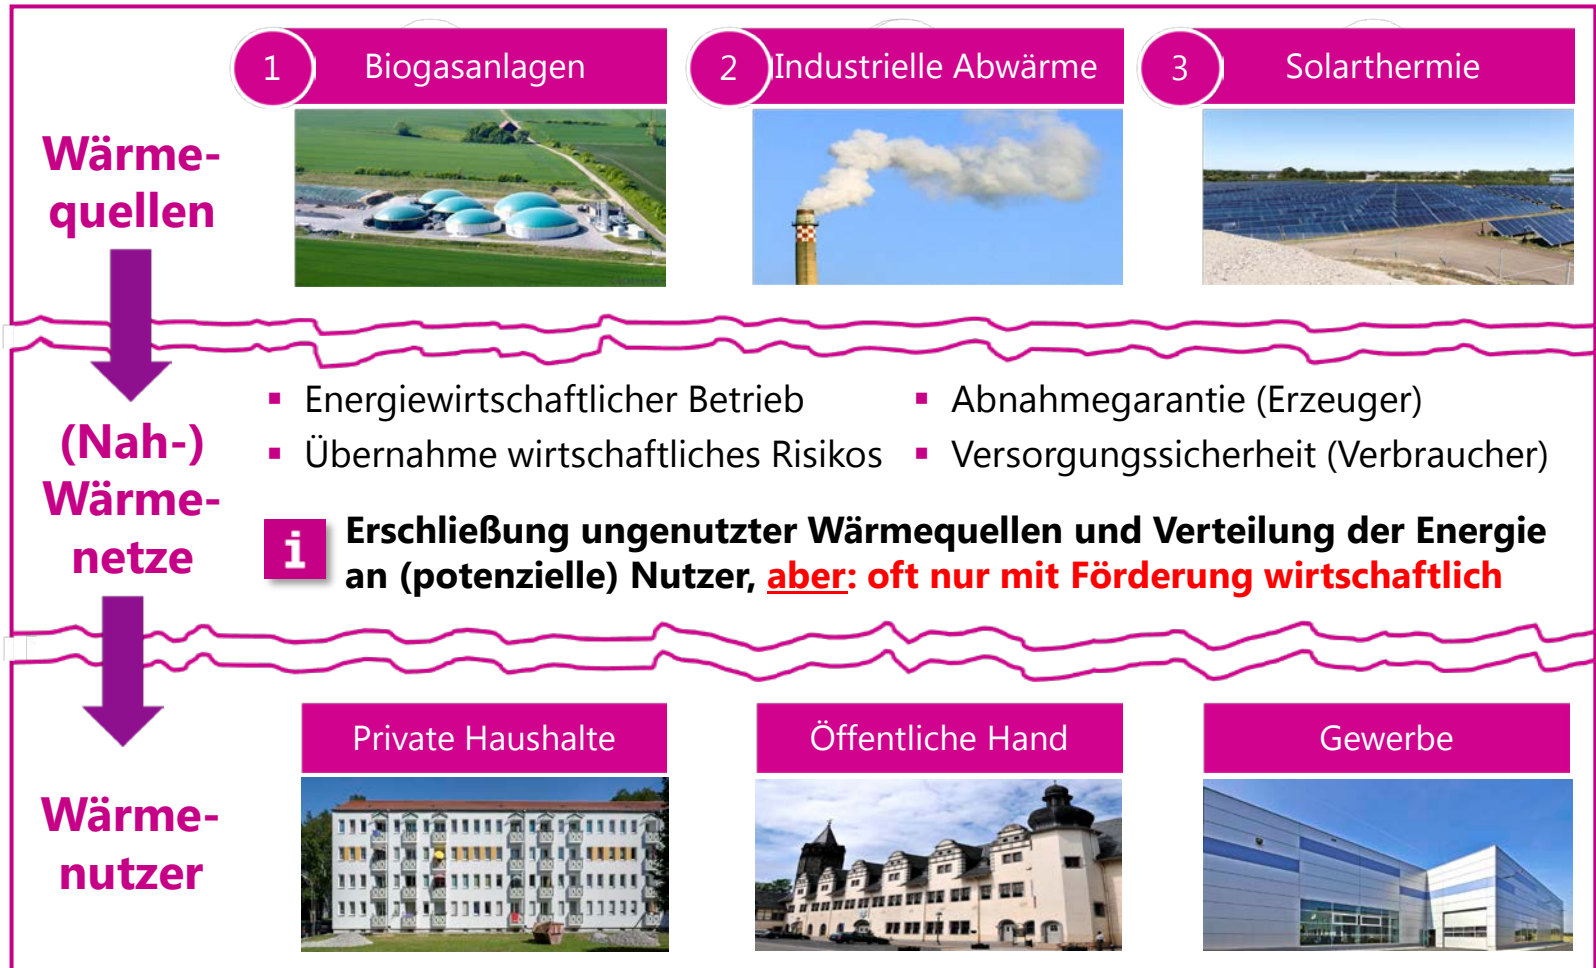 1
Biogasanlagen
2
Industrielle Abwärme
3
Solarthermie
Wärme-
quellen
(Nah-)
Wärme-
netze
▪ Energiewirtschaftlicher Betrieb
▪ Übernahme wirtschaftliches Risikos
▪ Abnahmegarantie (Erzeuger)
▪ Versorgungssicherheit (Verbraucher)
i
Erschließung ungenutzter Wärmequellen und Verteilung der Energie
an (potenzielle) Nutzer, aber: oft nur mit Förderung wirtschaftlich
Wärme-
nutzer
Private Haushalte
Öffentliche Hand
Gewerbe